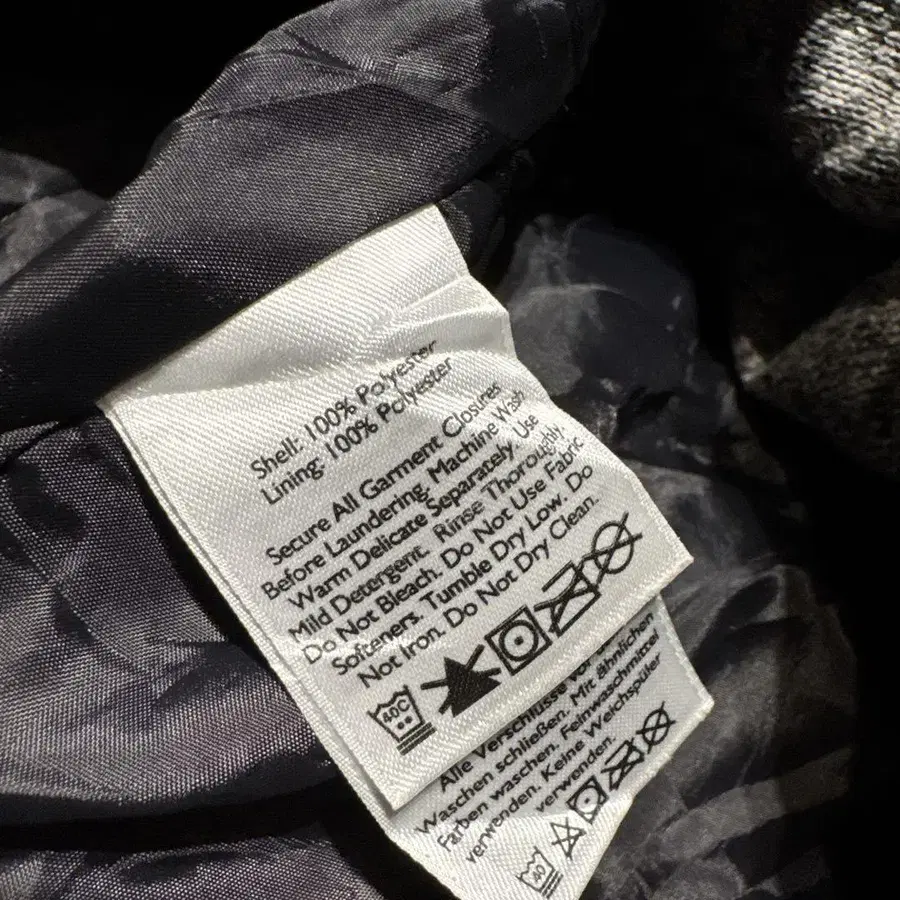 Shell: 100% Polyester
Lining: 100% Polyester
Secure All Garment Closures
Before Laundering. Machine Wash
Warm Delicate Separately. Use
Mild Detergent. Rinse Thoroughly.
Do Not Bleach. Do Not Use Fabric
Softeners. Tumble Dry Low. Do
Not Iron. Do Not Dry Clean.
40C
Alle Verschlüsse vor
Waschen schließen. Mit ähnlichen
Farben waschen. Feinwaschmittel
verwenden. Keine Weichspüler
verwenden.
40